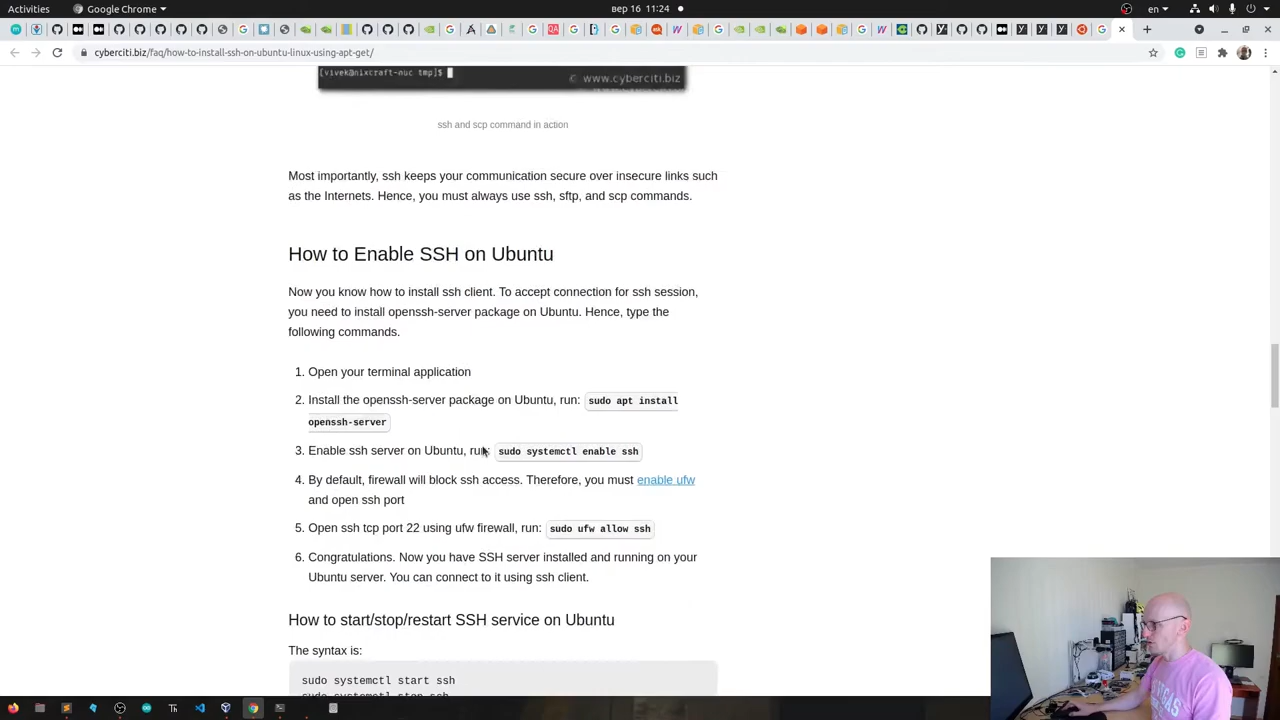 Activities
Google Chrome
Вер 16 11:24
en
cyberciti.biz/faq/how-to-install-ssh-on-ubuntu-linux-using-apt-get/
[vivek@nixcraft-nuc tmp]$
© www.cyberciti.biz
ssh and scp command in action
Most importantly, ssh keeps your communication secure over insecure links such
as the Internets. Hence, you must always use ssh, sftp, and scp commands.
How to Enable SSH on Ubuntu
Now you know how to install ssh client. To accept connection for ssh session,
you need to install openssh-server package on Ubuntu. Hence, type the
following commands.
1. Open your terminal application
2. Install the openssh-server package on Ubuntu, run: sudo apt install
openssh-server
3. Enable ssh server on Ubuntu, run: sudo systemctl enable ssh
4. By default, firewall will block ssh access. Therefore, you must enable ufw
and open ssh port
5. Open ssh tcp port 22 using ufw firewall, run: sudo ufw allow ssh
6. Congratulations. Now you have SSH server installed and running on your
Ubuntu server. You can connect to it using ssh client.
How to start/stop/restart SSH service on Ubuntu
The syntax is:
sudo systemctl start ssh
sudo systemctl stop ssh